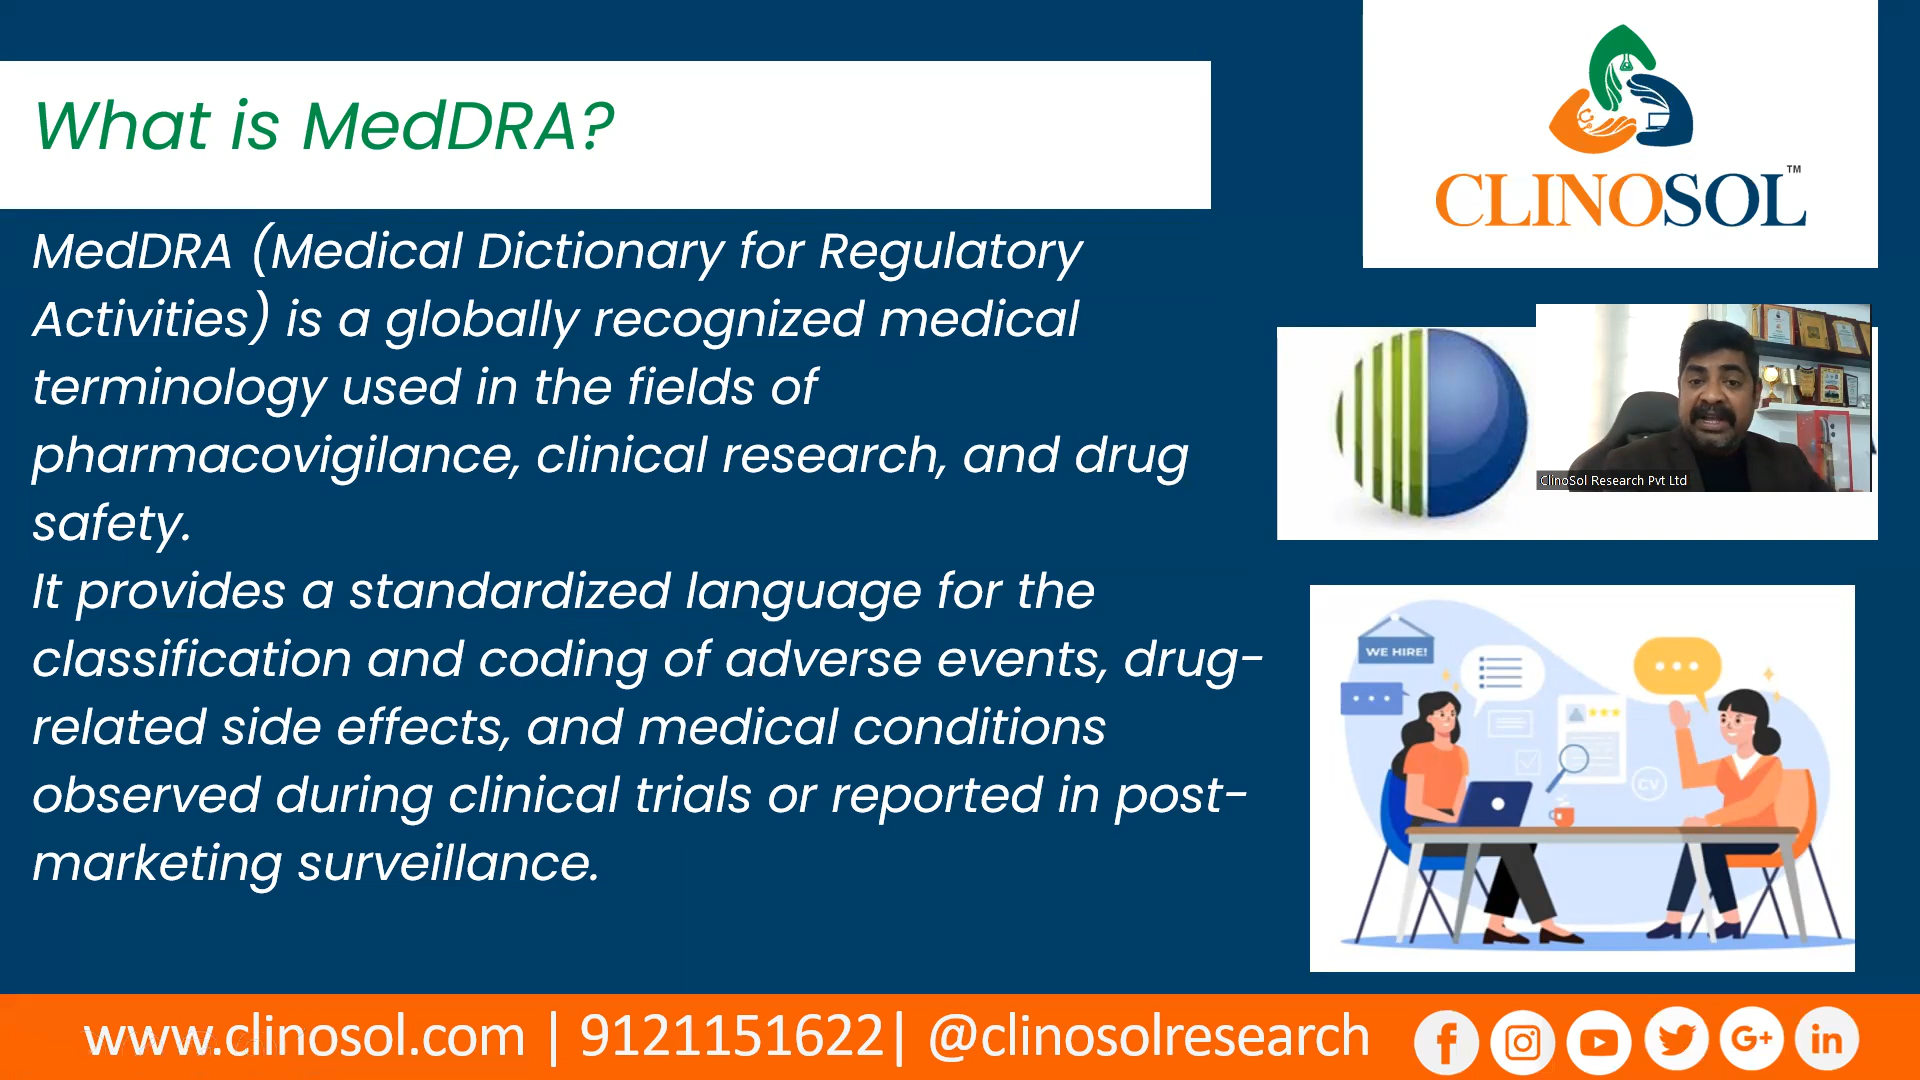 What is MedDRA?
CLINOSOL™
MedDRA (Medical Dictionary for Regulatory
Activities) is a globally recognized medical
terminology used in the fields of
pharmacovigilance, clinical research, and drug
safety.
It provides a standardized language for the
classification and coding of adverse events, drug-
related side effects, and medical conditions
observed during clinical trials or reported in post-
marketing surveillance.
ClinoSol Research Pvt Ltd
WE HIRE!
CV
www.clinosol.com | 9121151622| @clinosolresearch
f
G+
in